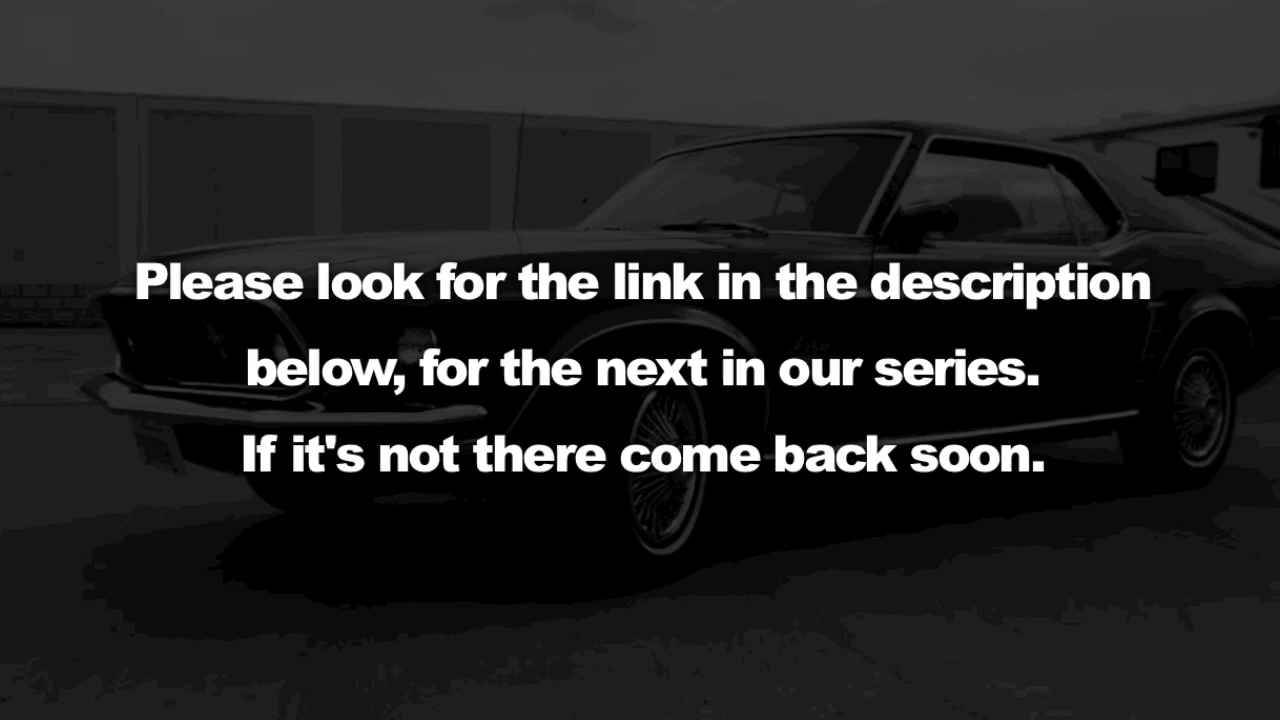 Please look for the link in the description
below, for the next in our series.
If it's not there come back soon.